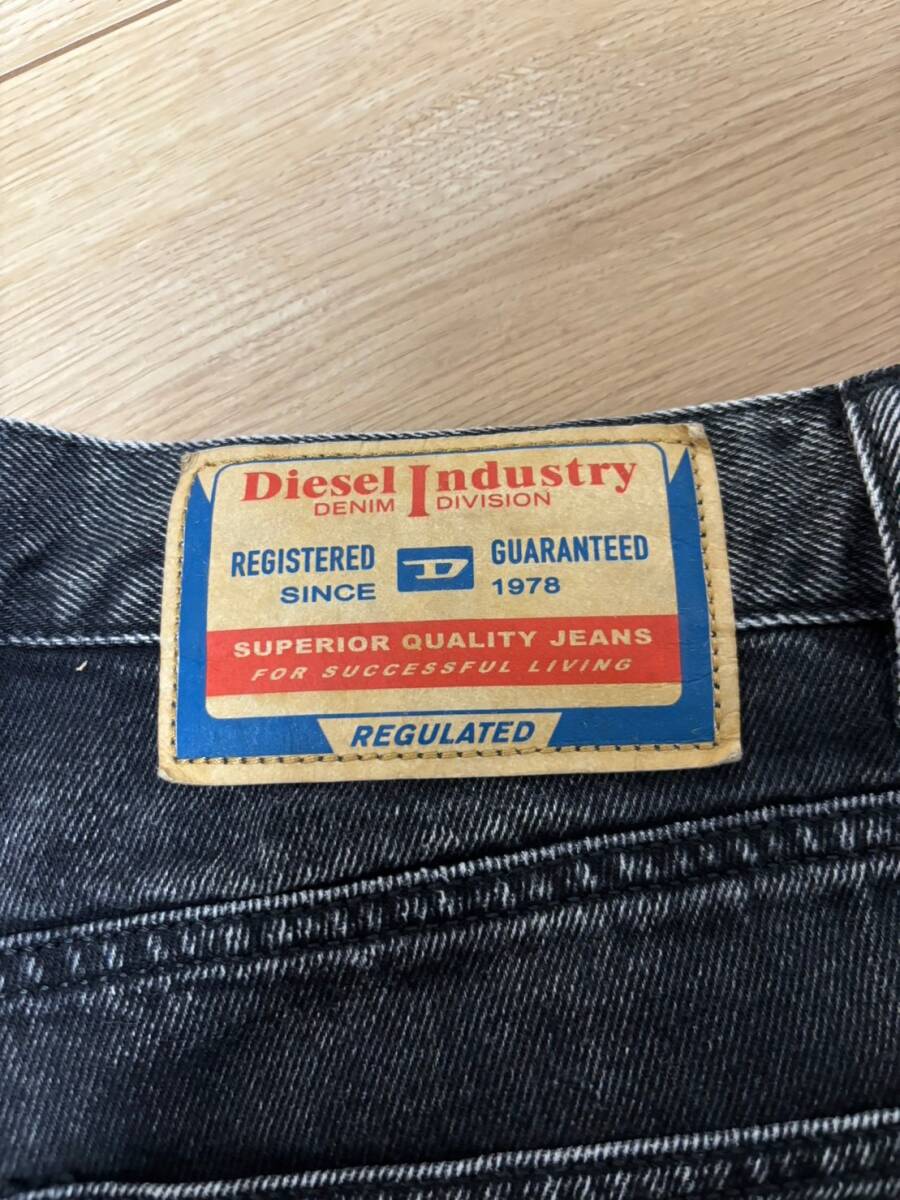 Diesel Industry
DENIM DIVISION
REGISTERED D GUARANTEED
SINCE 1978
SUPERIOR QUALITY JEANS
FOR SUCCESSFUL LIVING
REGULATED